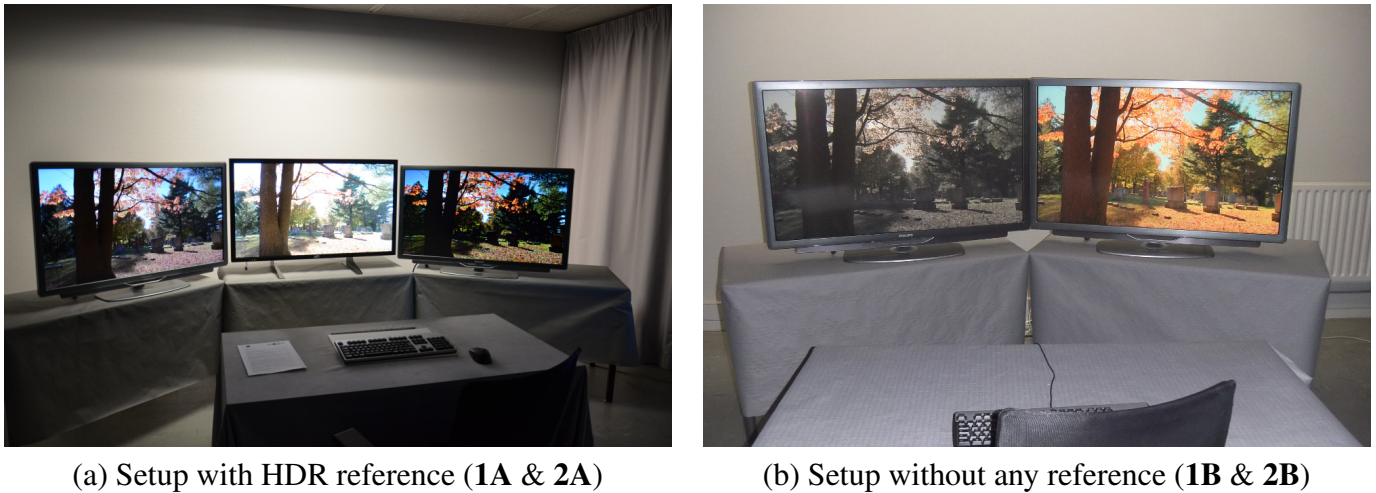 (a) Setup with HDR reference (1A & 2A)
(b) Setup without any reference (1B & 2B)